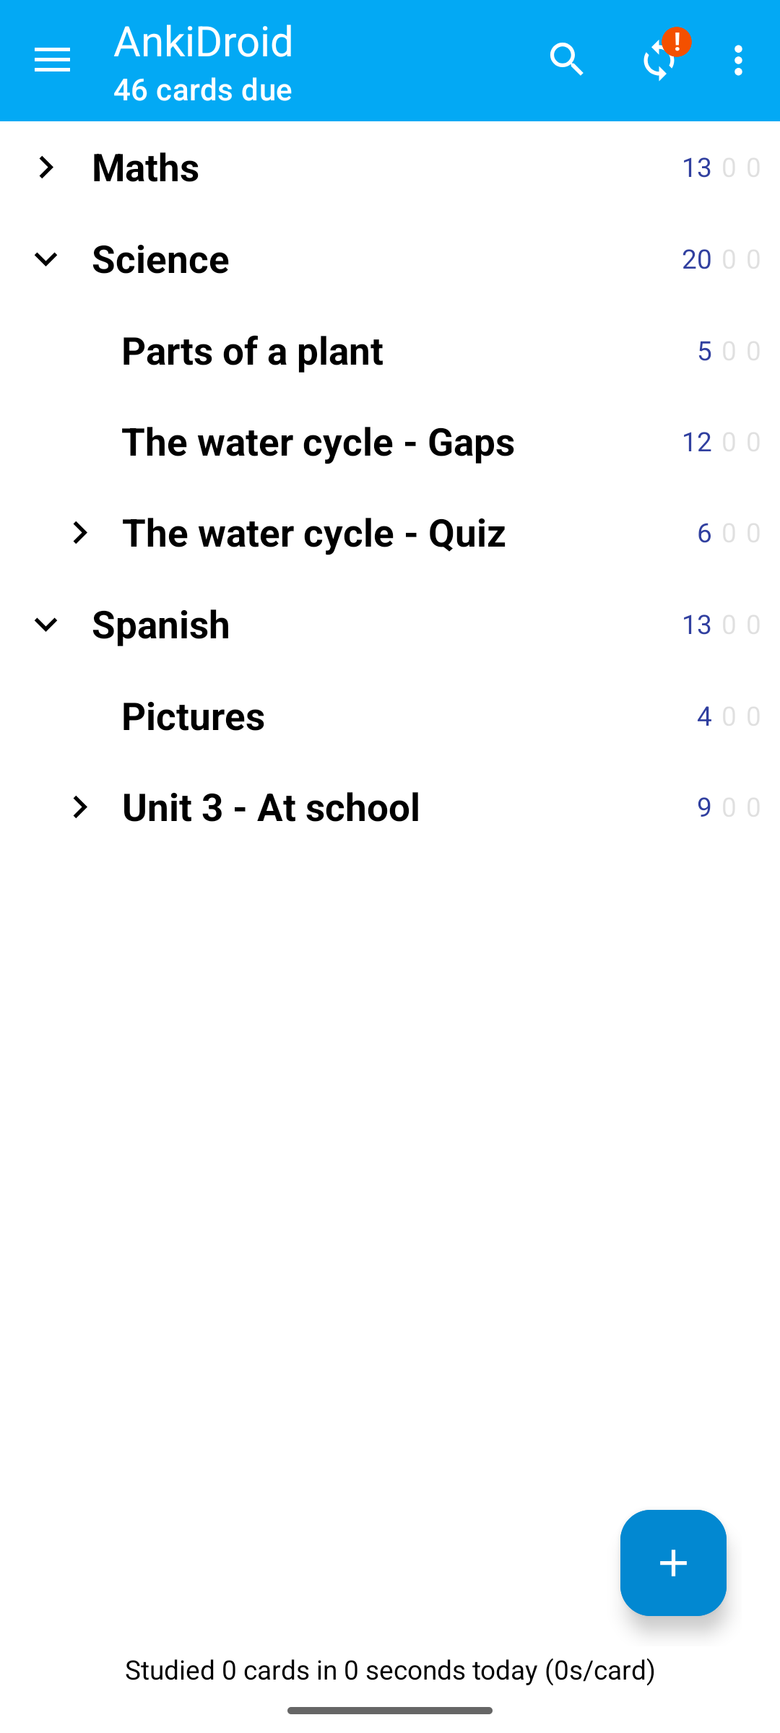 AnkiDroid
46 cards due
!
Maths 13 0 0
Science 20 0 0
Parts of a plant 5 0 0
The water cycle - Gaps 12 0 0
The water cycle - Quiz 6 0 0
Spanish 13 0 0
Pictures 4 0 0
Unit 3 - At school 9 0 0
+
Studied 0 cards in 0 seconds today (0s/card)